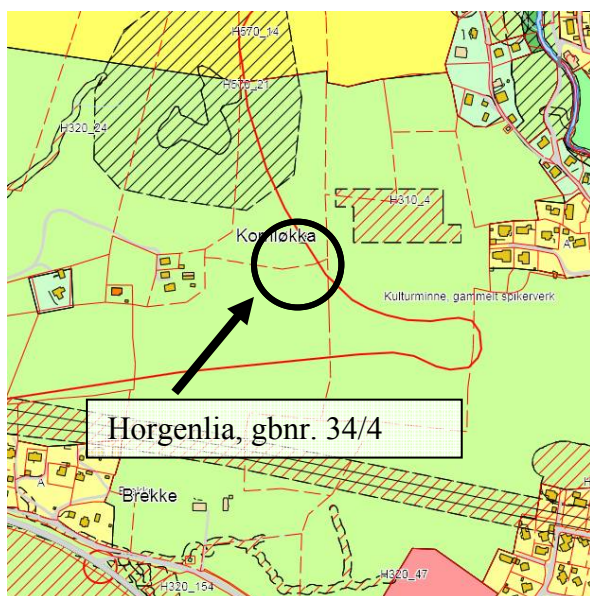 H570_14
H570_21
H320_24
H310_4
Kornløkka
A
Kulturminne, gammelt spikerverk
Horgenlia, gbnr. 34/4
A
Brekke
H320_154
H320_47